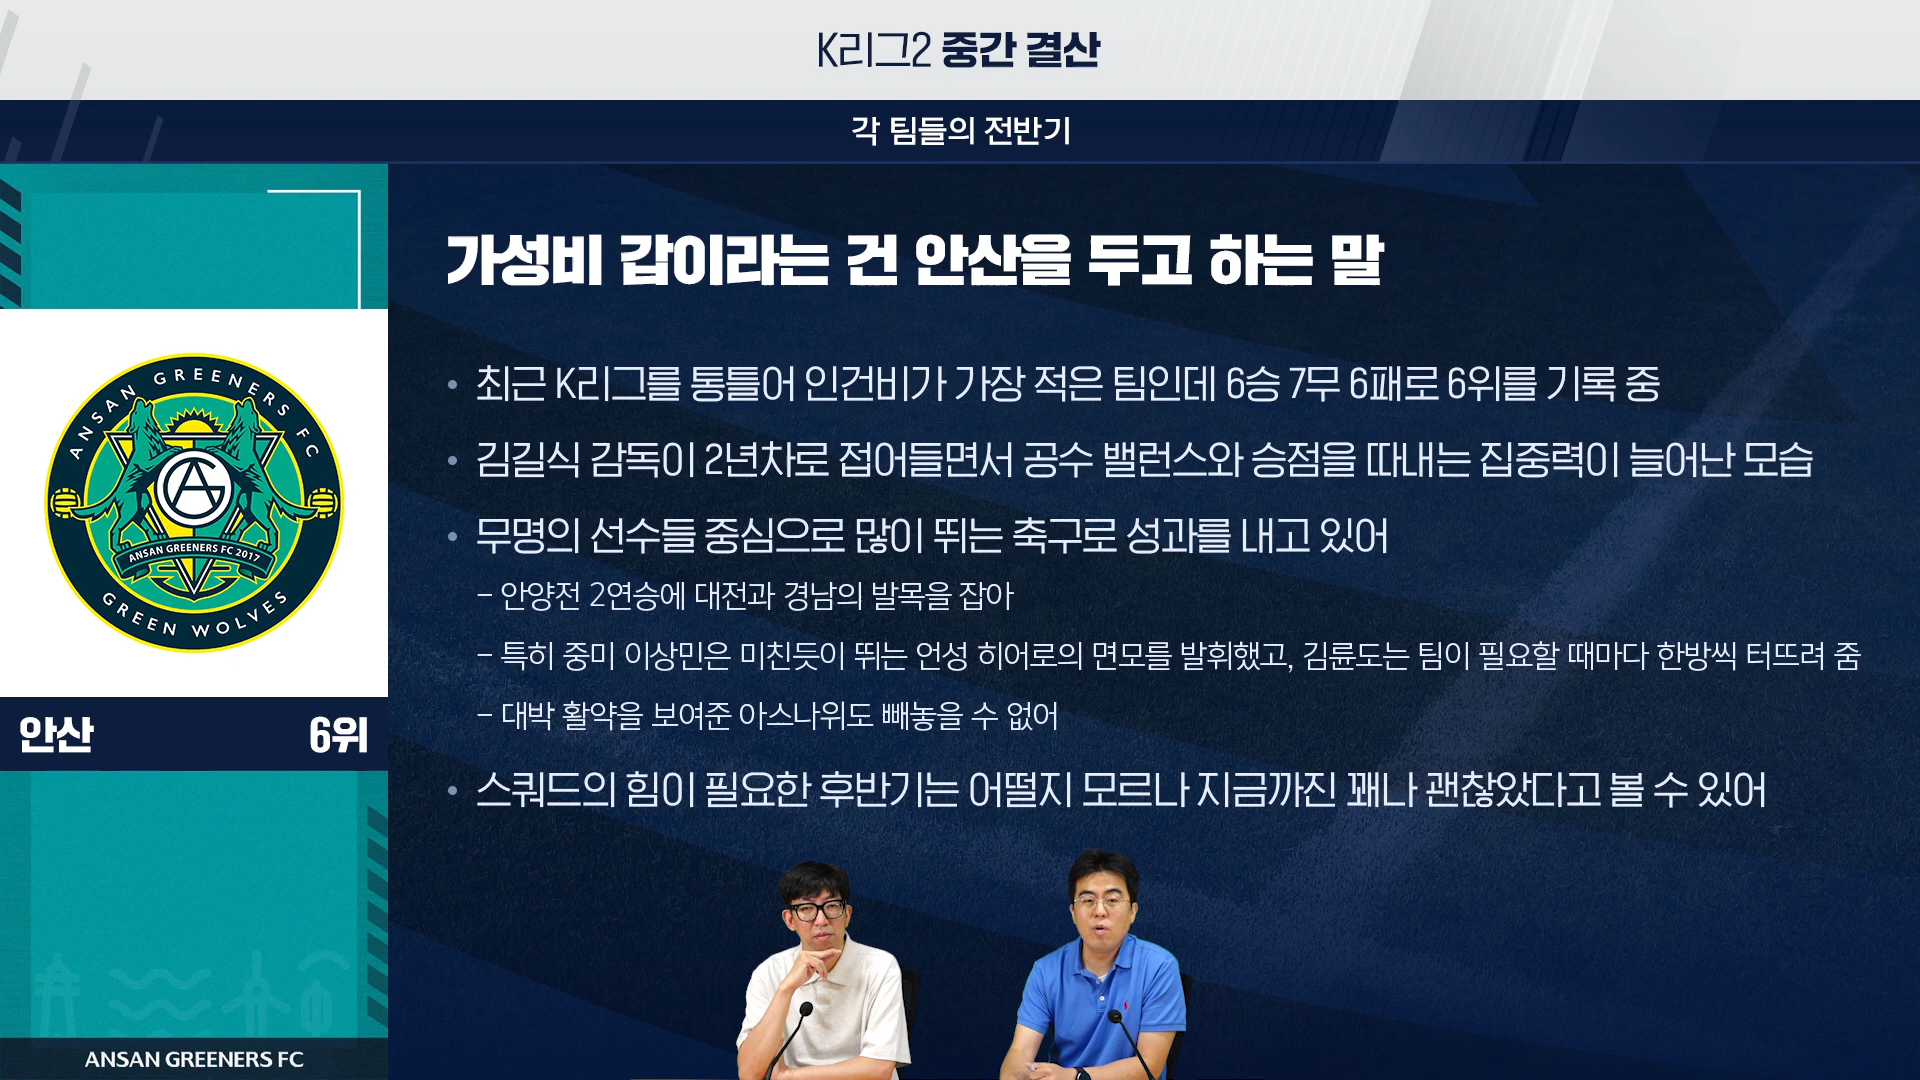 K리그2 중간 결산
각 팀들의 전반기
가성비 갑이라는 건 안산을 두고 하는 말
• 최근 K리그를 통틀어 인건비가 가장 적은 팀인데 6승 7무 6패로 6위를 기록 중
• 김길식 감독이 2년차로 접어들면서 공수 밸런스와 승점을 따내는 집중력이 늘어난 모습
• 무명의 선수들 중심으로 많이 뛰는 축구로 성과를 내고 있어
- 안양전 2연승에 대전과 경남의 발목을 잡아
- 특히 중미 이상민은 미친듯이 뛰는 언성 히어로의 면모를 발휘했고, 김륜도는 팀이 필요할 때마다 한방씩 터뜨려 줌
- 대박 활약을 보여준 아스나위도 빼놓을 수 없어
• 스쿼드의 힘이 필요한 후반기는 어떨지 모르나 지금까진 꽤나 괜찮았다고 볼 수 있어
ANSAN GREENERS FC
AG
ANSAN GREENERS FC 2017
GREEN WOLVES
안산 6위
ANSAN GREENERS FC